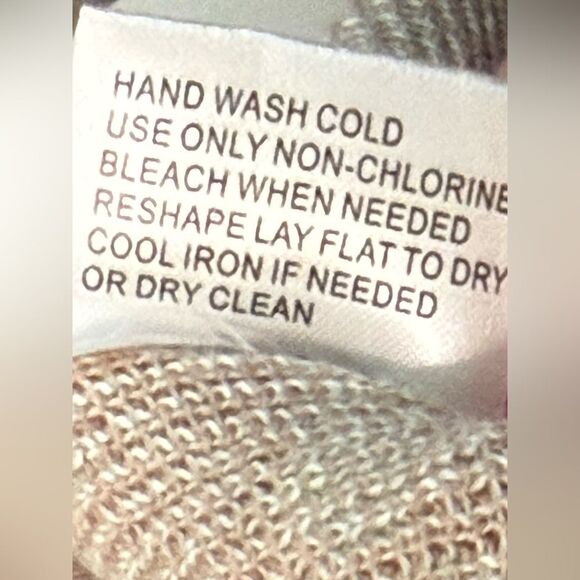 HAND WASH COLD
USE ONLY NON-CHLORINE
BLEACH WHEN NEEDED
RESHAPE LAY FLAT TO DRY
COOL IRON IF NEEDED
OR DRY CLEAN